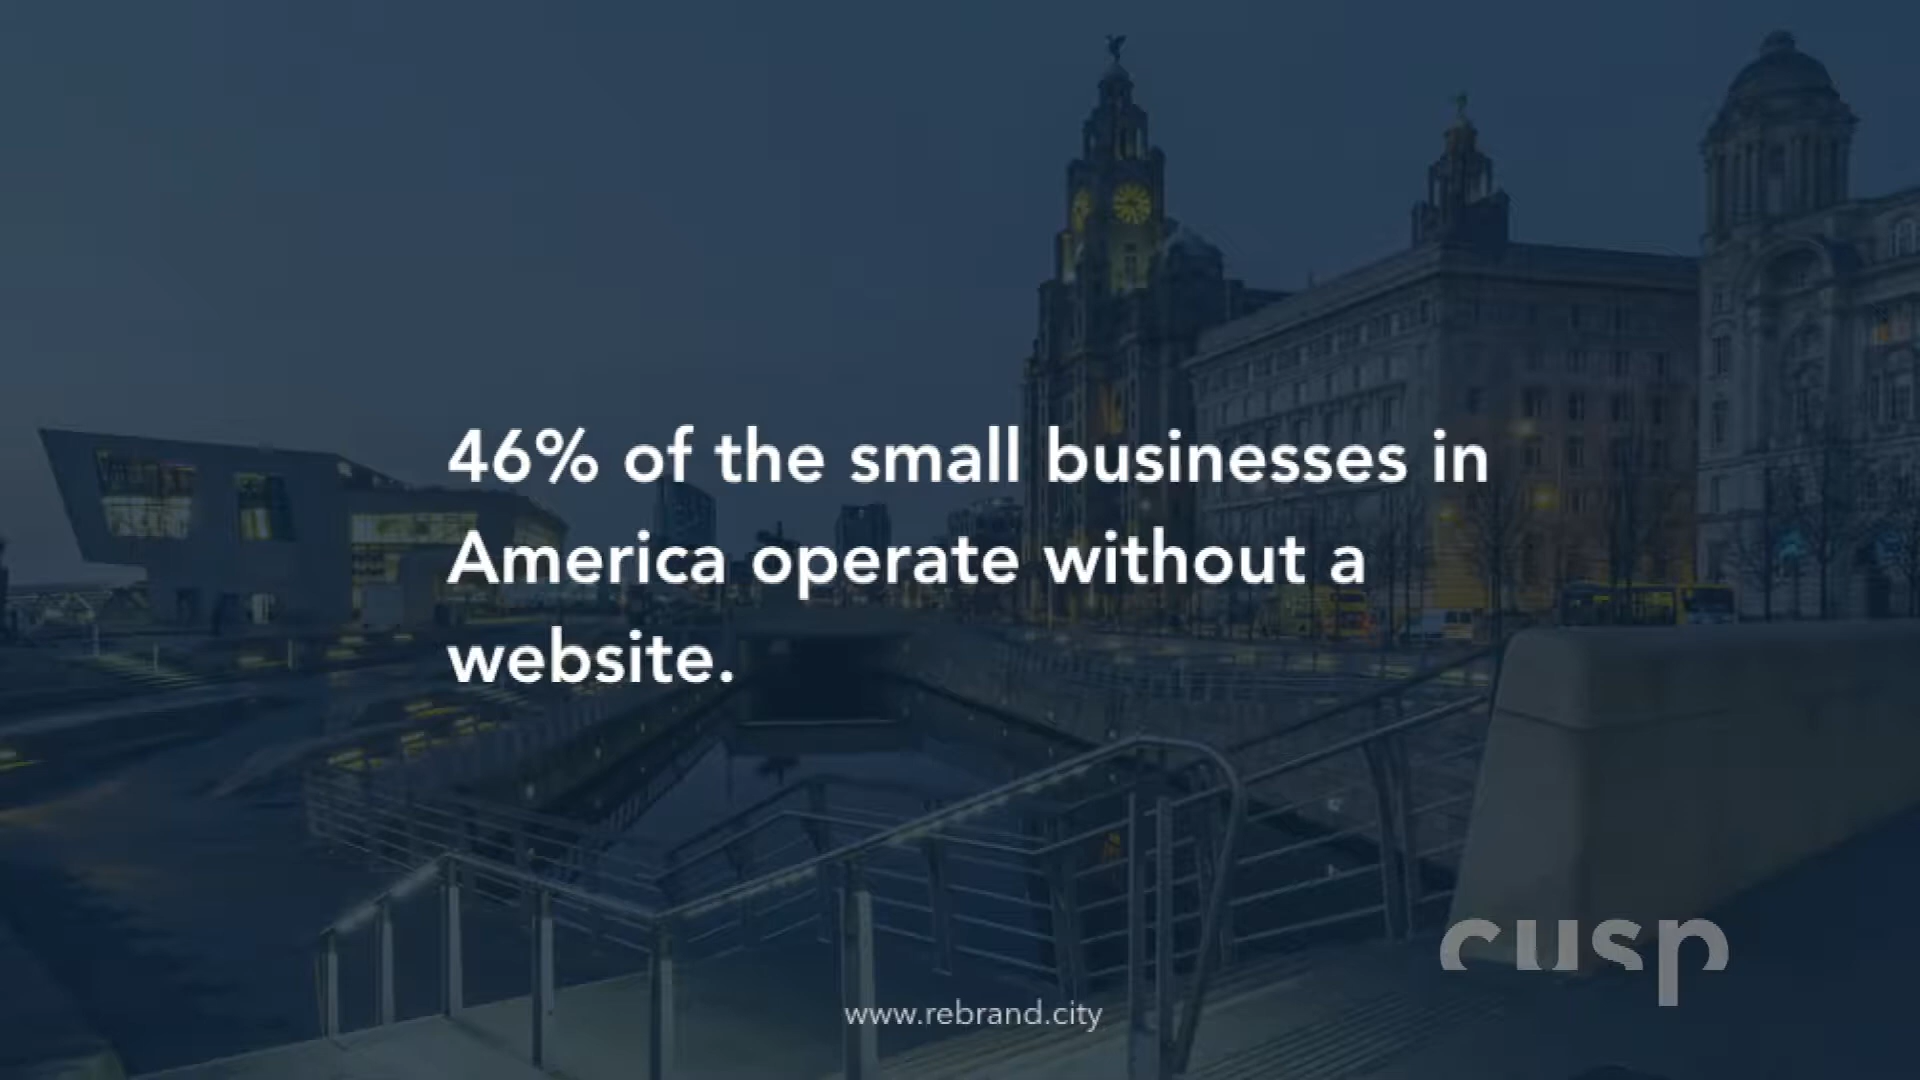 46% of the small businesses in
America operate without a
website.
cusp
www.rebrand.city